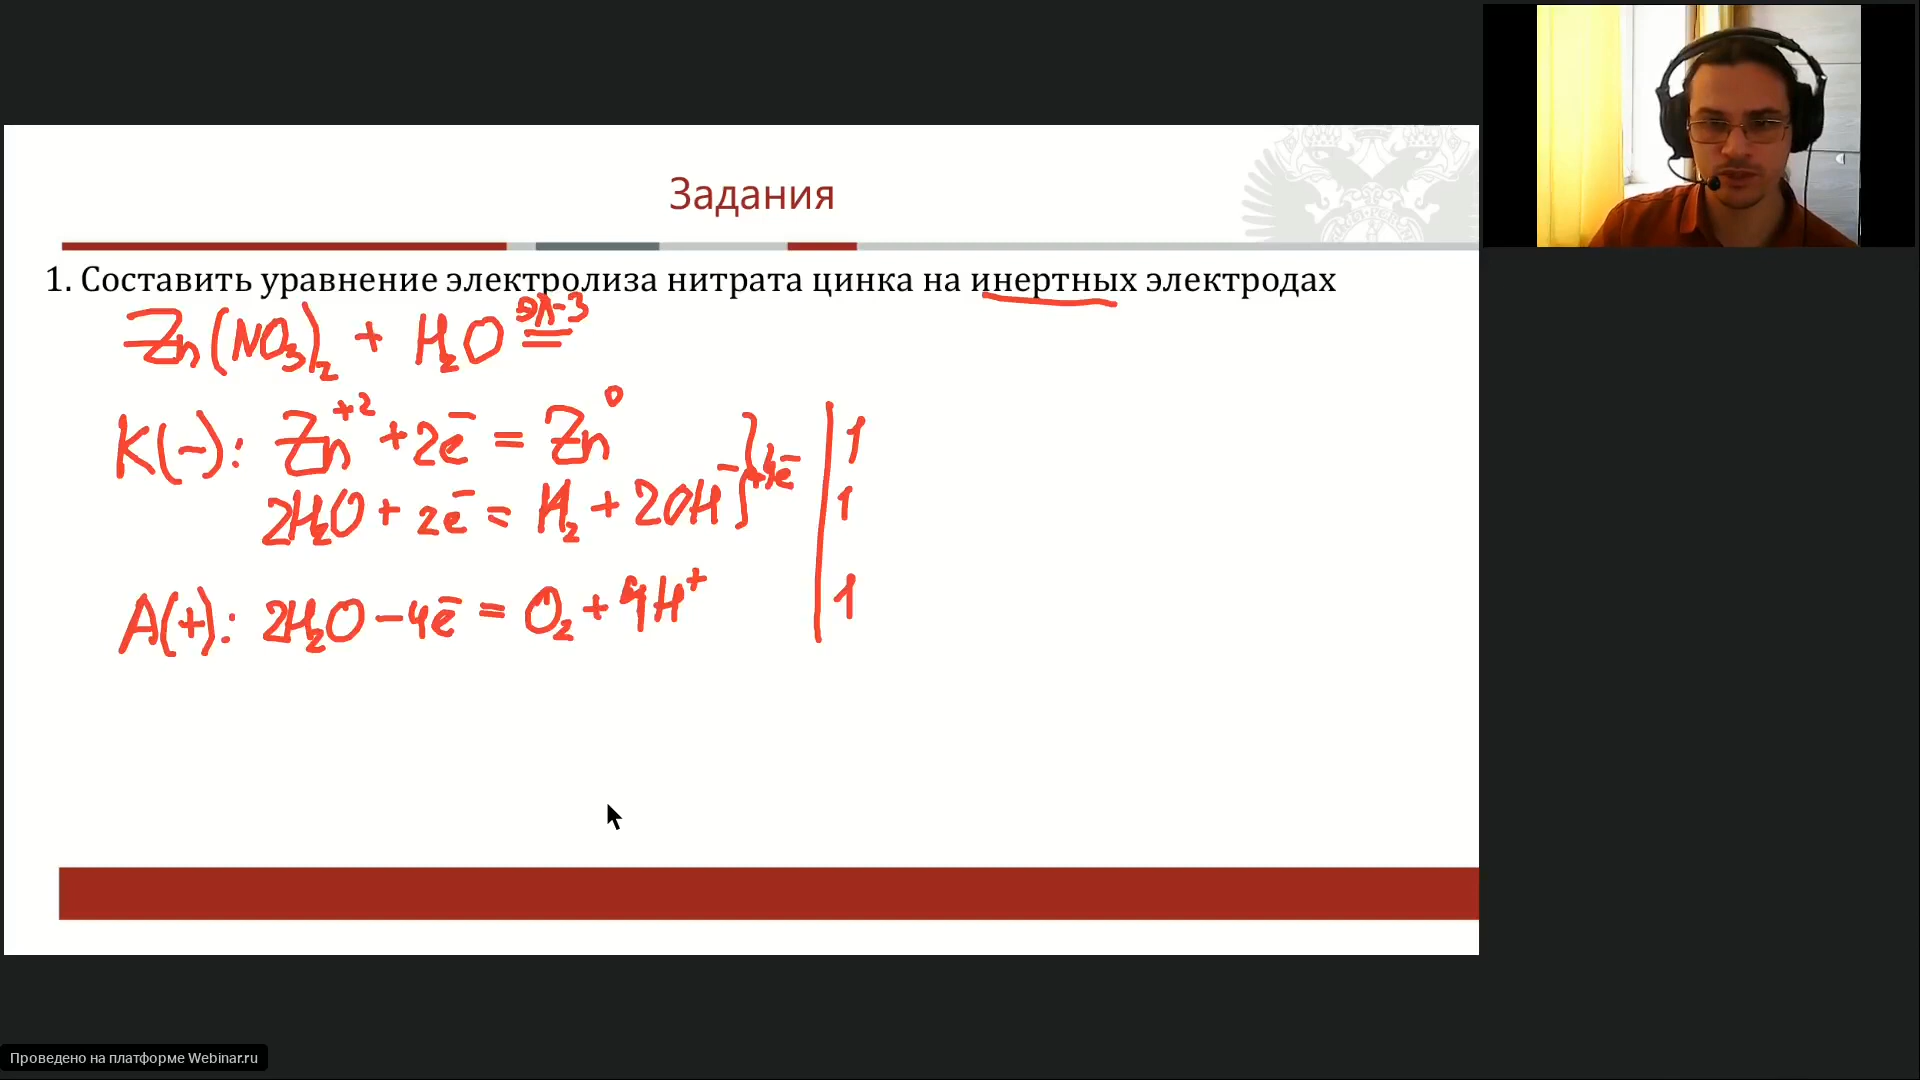 Задания
1. Составить уравнение электролиза нитрата цинка на инертных электродах
Zn(NO₃)₂ + H₂O эл-з =
K(-): Zn⁺² + 2e̅ = Zn⁰ | 1
2H₂O + 2e̅ = H₂ + 2OH⁻ } +4e̅ | 1
A(+): 2H₂O - 4e̅ = O₂ + 4H⁺ | 1
Проведено на платформе Webinar.ru